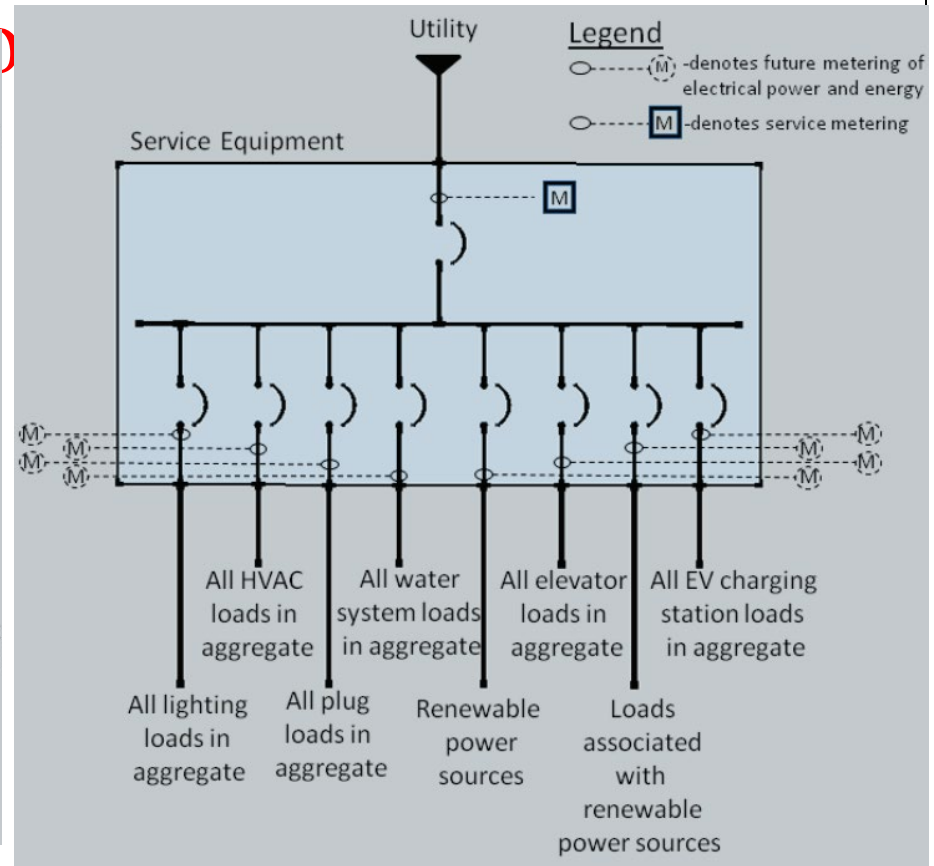 Utility
Legend
M -denotes future metering of
electrical power and energy
M -denotes service metering
Service Equipment
M
M
M
M
M
M
M
M
M
All HVAC
loads in
aggregate
All water
system loads
in aggregate
All elevator
loads in
aggregate
All EV charging
station loads
in aggregate
All lighting
loads in
aggregate
All plug
loads in
aggregate
Renewable
power
sources
Loads
associated
with
renewable
power sources